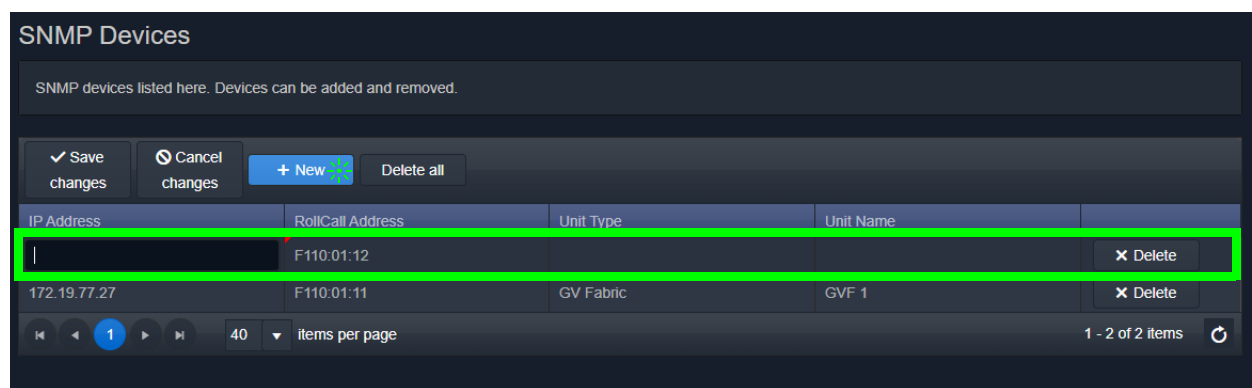 SNMP Devices
SNMP devices listed here. Devices can be added and removed.
Save changes Cancel changes + New Delete all
IP Address RollCall Address Unit Type Unit Name
F110:01:12 × Delete
172.19.77.27 F110:01:11 GV Fabric GVF 1 × Delete
1 40 items per page 1 - 2 of 2 items